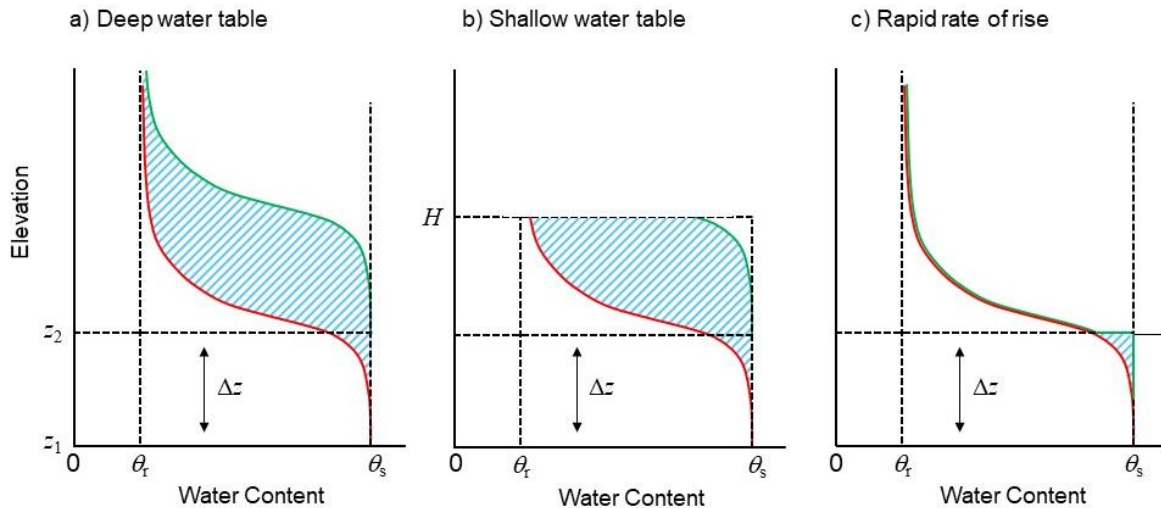 a) Deep water table
b) Shallow water table
c) Rapid rate of rise
Elevation
H
z2
Δz
Δz
Δz
z1
0
θr
θs
0
θr
θs
0
θr
θs
Water Content
Water Content
Water Content